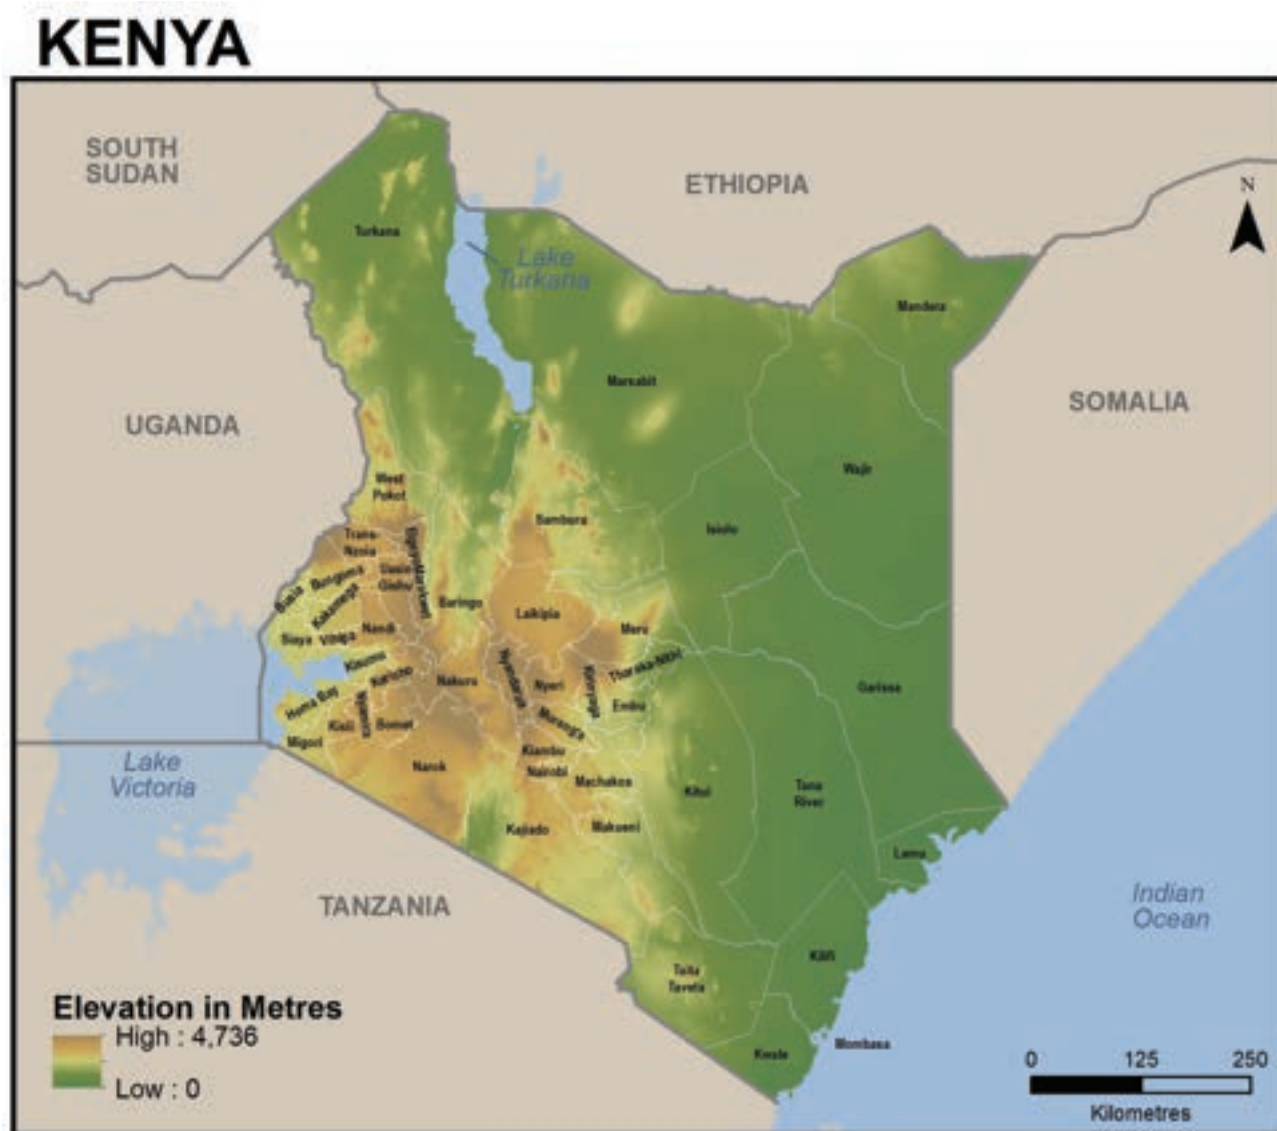 KENYA
SOUTH
SUDAN
ETHIOPIA
N
Turkana
Lake
Turkana
Mandera
Marsabit
SOMALIA
UGANDA
Wajir
West
Pokot
Samburu
Isiolo
Trans-
Nzoia
Elgeyo-Marakwet
Uasin
Gishu
Bungoma
Busia
Kakamega
Baringo
Laikipia
Siaya
Vihiga
Nandi
Meru
Kisumu
Tharaka-Nithi
Kericho
Nakuru
Nyandarua
Nyeri
Kirinyaga
Garissa
Homa Bay
Nyamira
Embu
Kisii
Bomet
Murang'a
Migori
Kiambu
Narok
Nairobi
Machakos
Kitui
Tana
River
Lake
Victoria
Kajiado
Makueni
Lamu
TANZANIA
Indian
Ocean
Kilifi
Taita
Taveta
Elevation in Metres
High : 4,736
Low : 0
Mombasa
Kwale
0 125 250
Kilometres